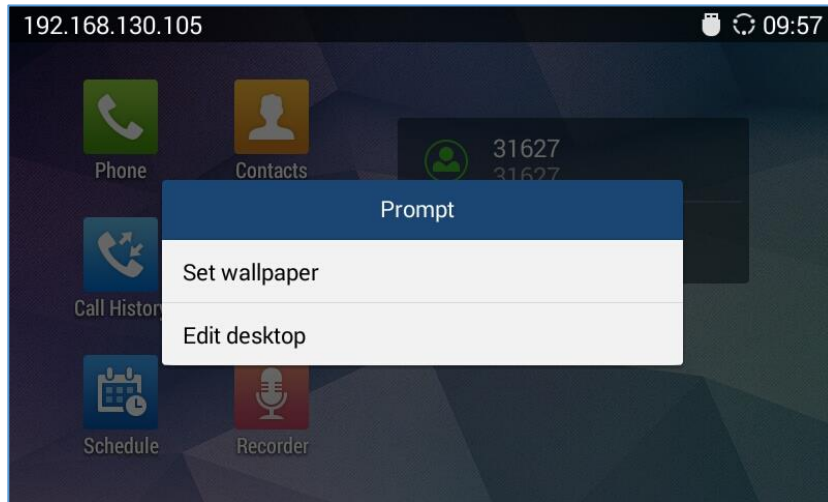 192.168.130.105 09:57
Phone
Contacts
31627
31627
Prompt
Set wallpaper
Edit desktop
Call History
Schedule
Recorder